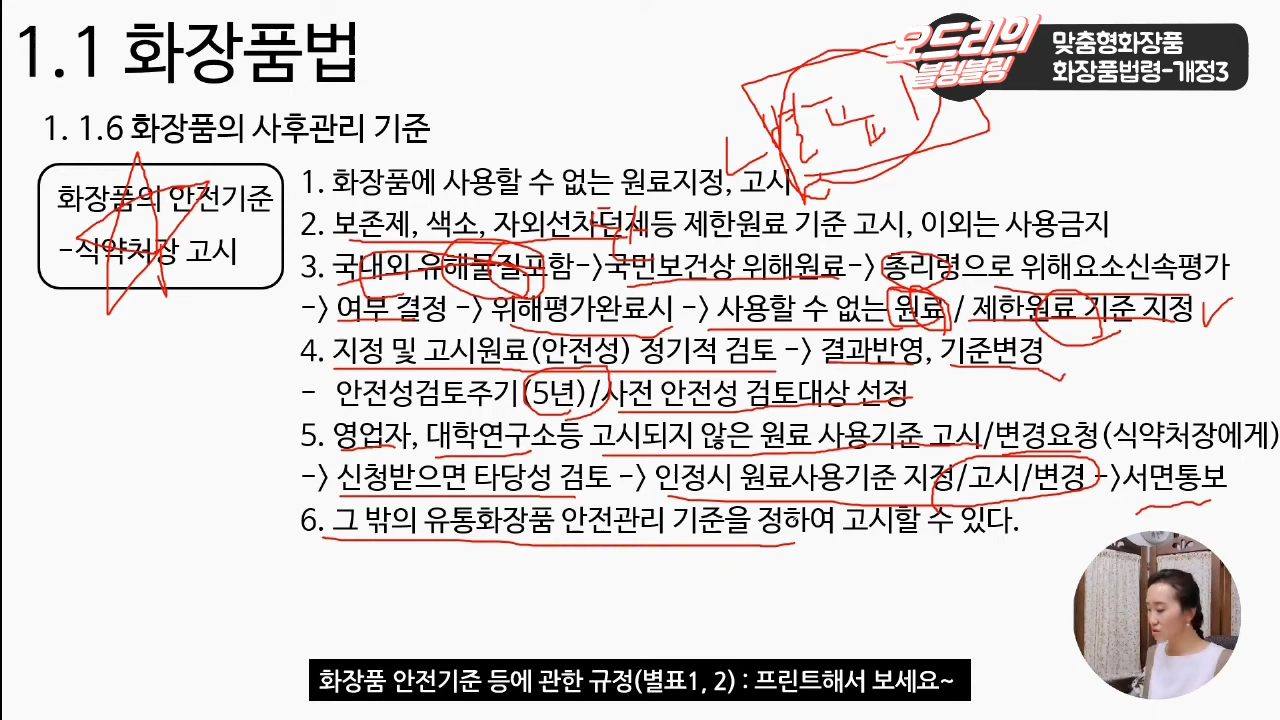 1.1 화장품법
오드리의
블링블링
맞춤형화장품
화장품법령-개정3
1. 1.6 화장품의 사후관리 기준
화장품의 안전기준
-식약처장 고시
1. 화장품에 사용할 수 없는 원료지정, 고시
2. 보존제, 색소, 자외선차단제등 제한원료 기준 고시, 이외는 사용금지
3. 국내외 유해물질포함->국민보건상 위해원료-> 총리령으로 위해요소신속평가
-> 여부 결정 -> 위해평가완료시 -> 사용할 수 없는 원료 / 제한원료 기준 지정
4. 지정 및 고시원료(안전성) 정기적 검토 -> 결과반영, 기준변경
- 안전성검토주기(5년)/사전 안전성 검토대상 선정
5. 영업자, 대학연구소등 고시되지 않은 원료 사용기준 고시/변경요청(식약처장에게)
-> 신청받으면 타당성 검토 -> 인정시 원료사용기준 지정/고시/변경 ->서면통보
6. 그 밖의 유통화장품 안전관리 기준을 정하여 고시할 수 있다.
화장품 안전기준 등에 관한 규정(별표1, 2) : 프린트해서 보세요~